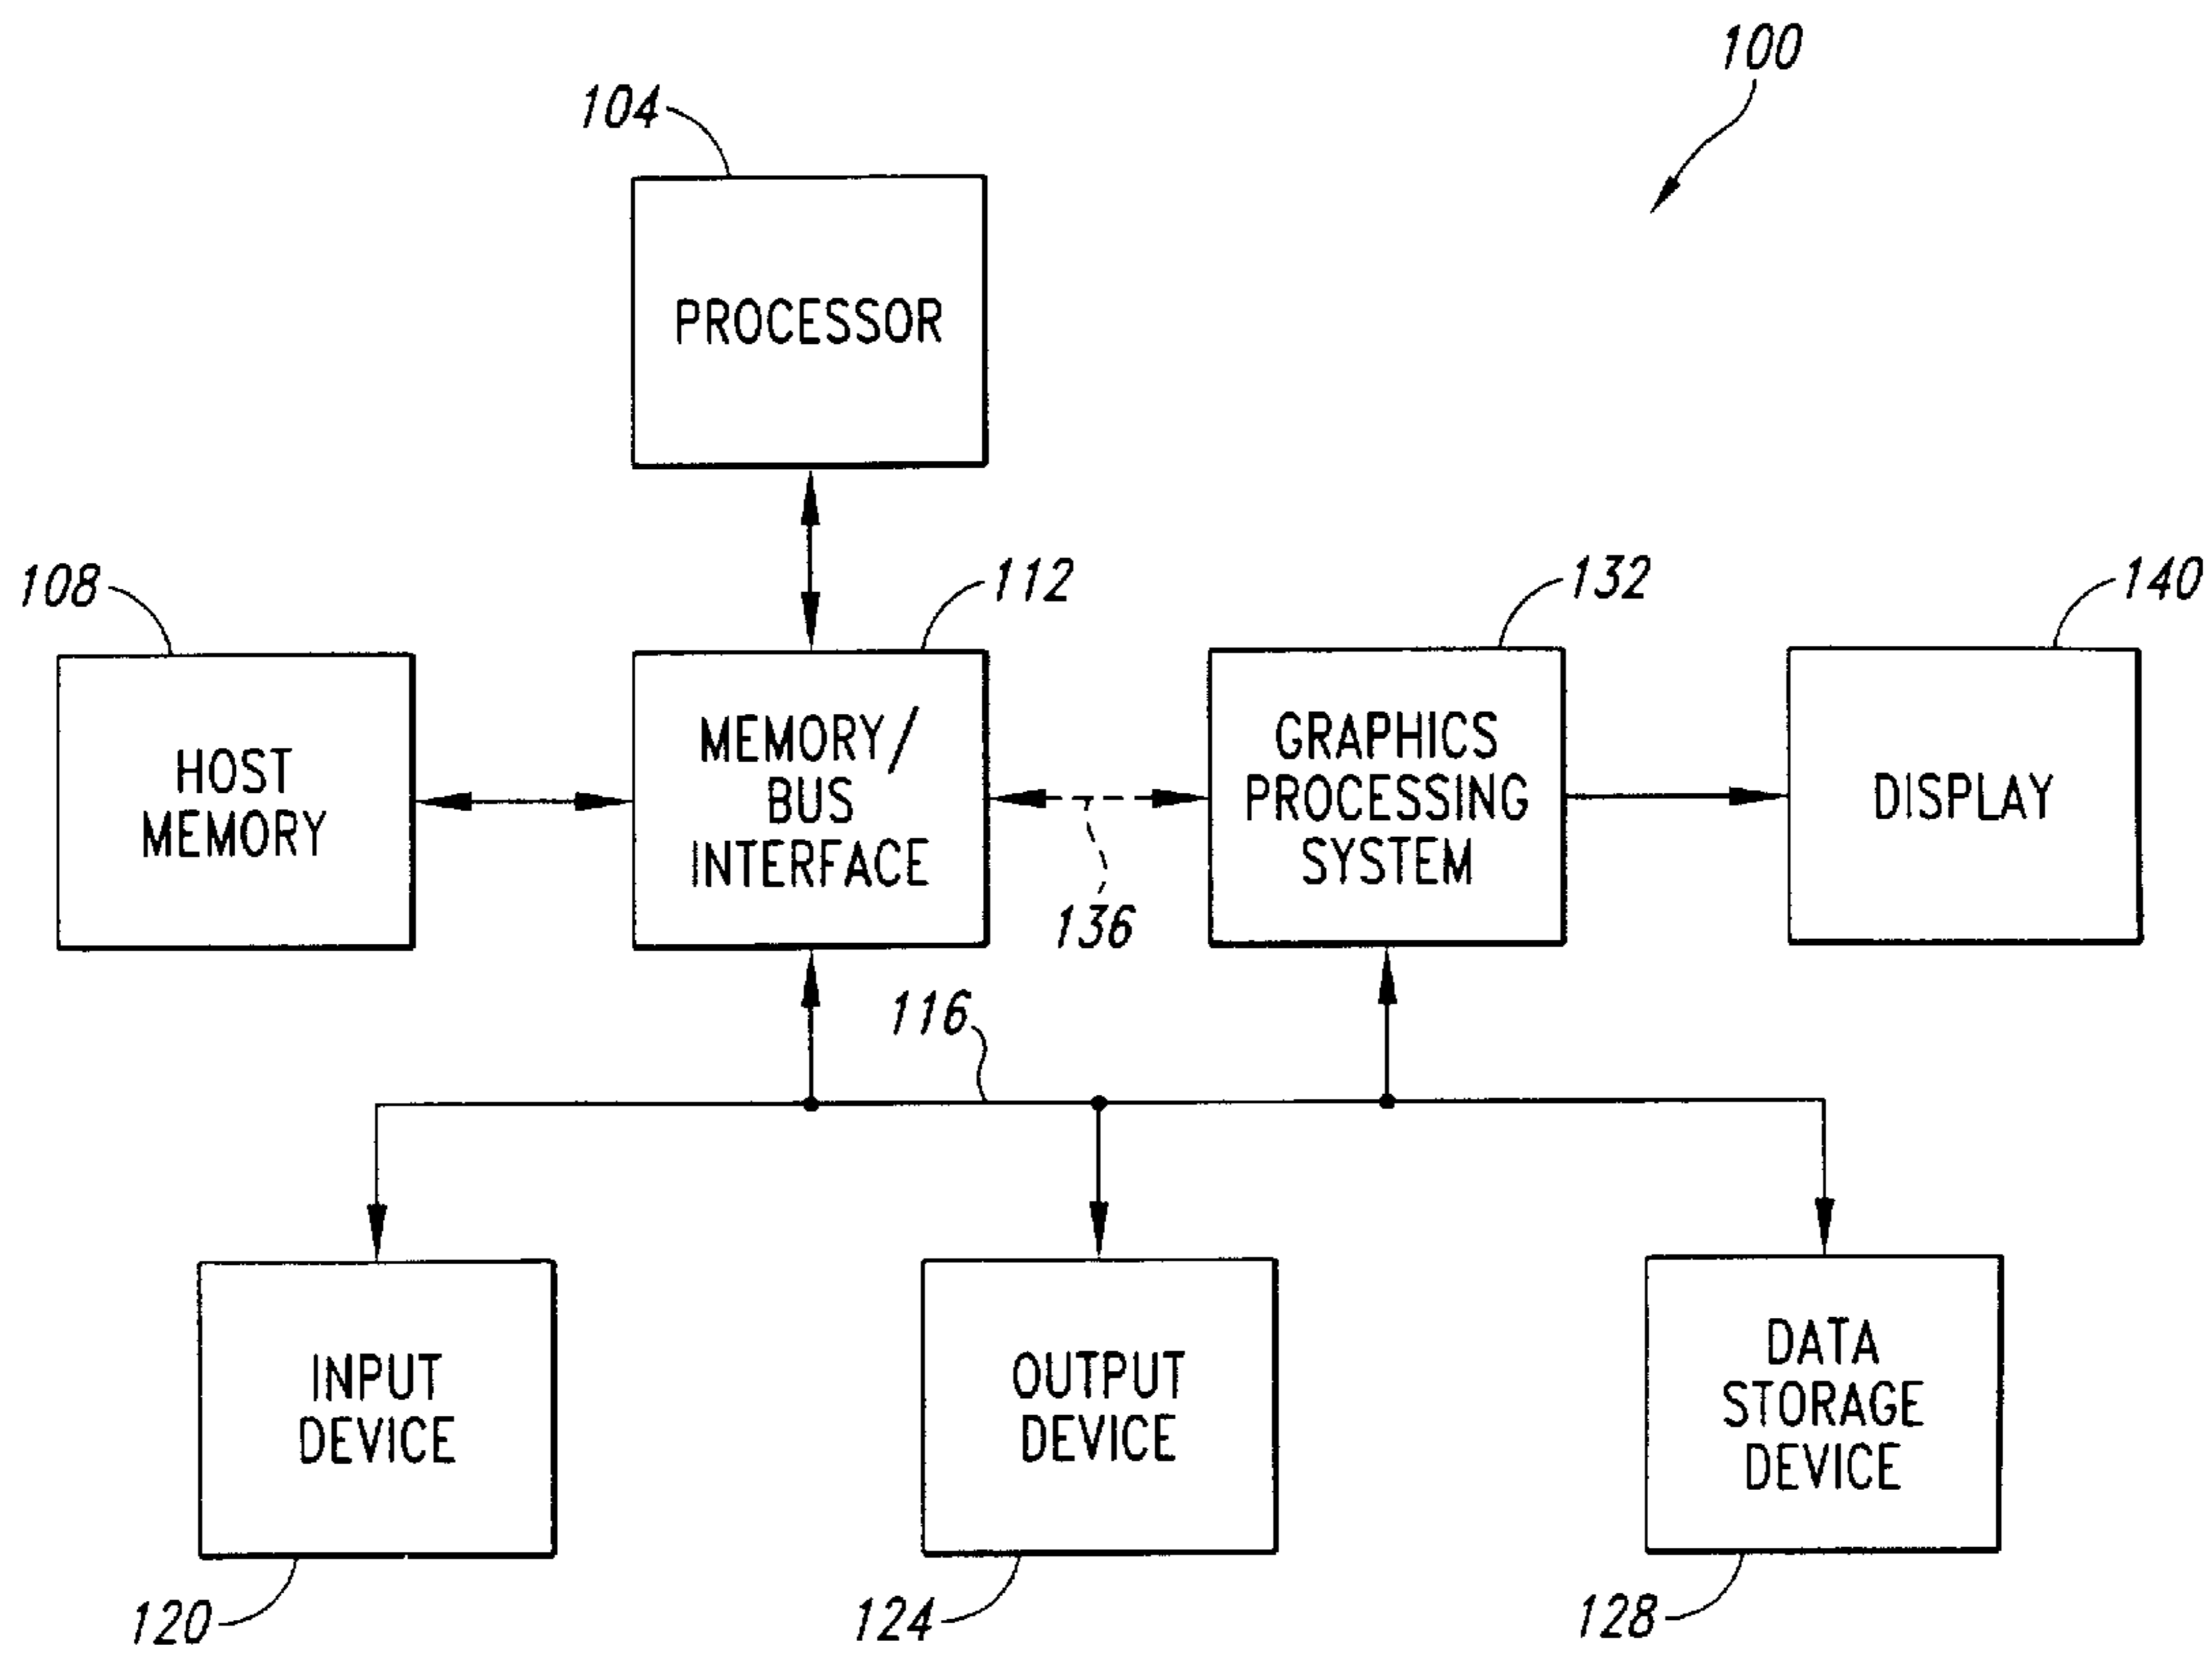 100
104
PROCESSOR
108
112
132
140
HOST
MEMORY
MEMORY/
BUS
INTERFACE
GRAPHICS
PROCESSING
SYSTEM
DISPLAY
136
116
INPUT
DEVICE
OUTPUT
DEVICE
DATA
STORAGE
DEVICE
120
124
128